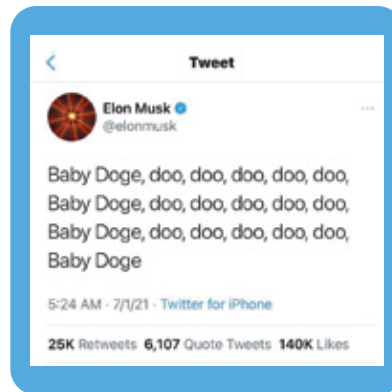 Tweet
Elon Musk
@elonmusk
Baby Doge, doo, doo, doo, doo, doo,
Baby Doge, doo, doo, doo, doo, doo,
Baby Doge, doo, doo, doo, doo, doo,
Baby Doge
5:24 AM · 7/1/21 · Twitter for iPhone
25K Retweets 6,107 Quote Tweets 140K Likes